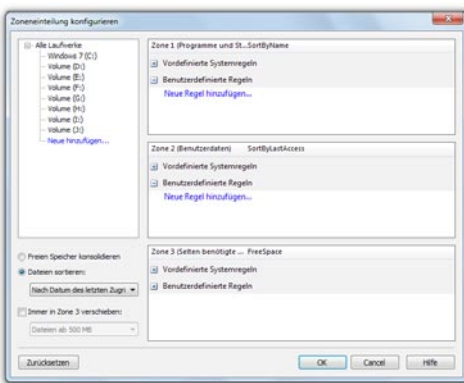 Zoneneinteilung konfigurieren
Alle Laufwerke
Windows 7 (C:)
Volume (D:)
Volume (E:)
Volume (F:)
Volume (G:)
Volume (H:)
Volume (I:)
Volume (J:)
Neue hinzufügen...
Freien Speicher konsolidieren
Dateien sortieren:
Nach Datum des letzten Zugri
Immer in Zone 3 verschieben:
Dateien ab 500 MB
Zone 1 (Programme und St... SortByName
Vordefinierte Systemregeln
Benutzerdefinierte Regeln
Neue Regel hinzufügen...
Zone 2 (Benutzerdaten) SortByLastAccess
Vordefinierte Systemregeln
Benutzerdefinierte Regeln
Neue Regel hinzufügen...
Zone 3 (Selten benötigte ... FreeSpace
Vordefinierte Systemregeln
Benutzerdefinierte Regeln
Zurücksetzen
OK
Cancel
Hilfe